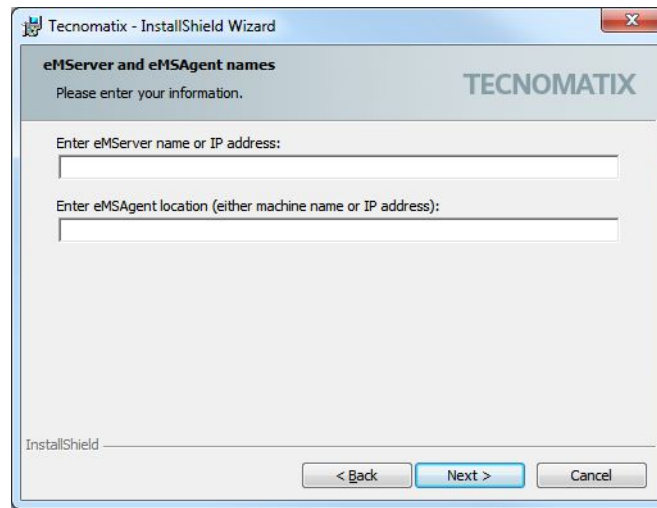 Tecnomatix - InstallShield Wizard
eMServer and eMSAgent names
Please enter your information.
TECNOMATIX
Enter eMServer name or IP address:
Enter eMSAgent location (either machine name or IP address):
InstallShield
< Back
Next >
Cancel